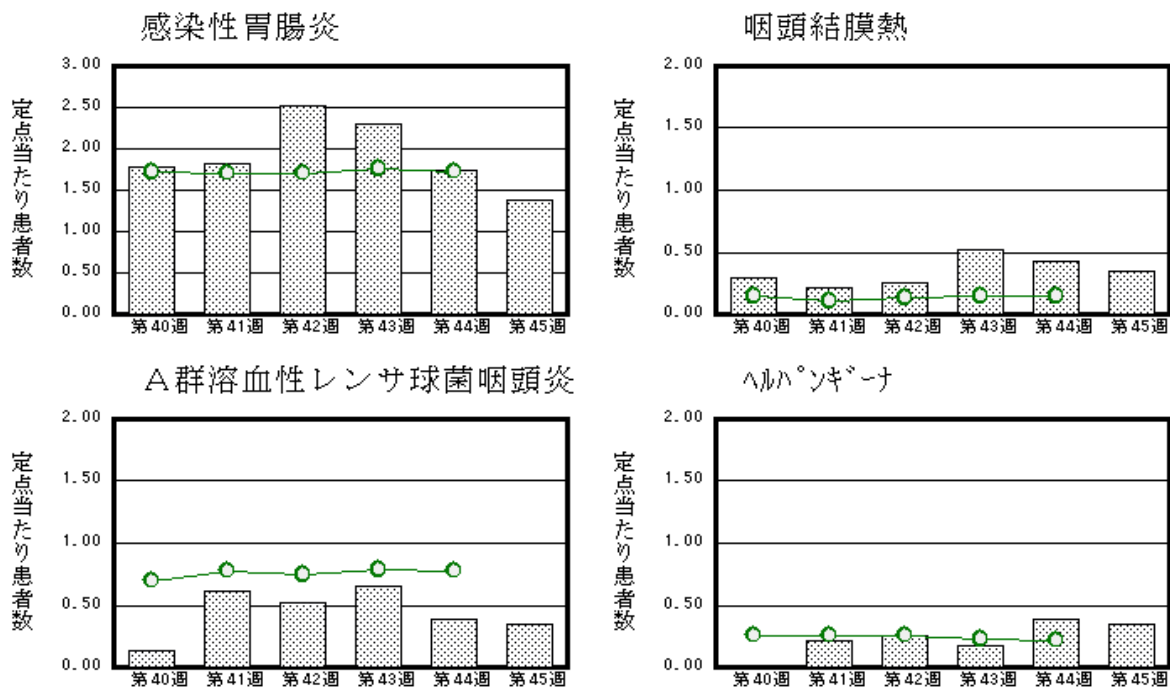 感染性胃腸炎
定点当たり患者数
3.00
2.50
2.00
1.50
1.00
0.50
0.00
第40週 第41週 第42週 第43週 第44週 第45週
咽頭結膜熱
定点当たり患者数
2.00
1.50
1.00
0.50
0.00
第40週 第41週 第42週 第43週 第44週 第45週
A群溶血性レンサ球菌咽頭炎
定点当たり患者数
2.00
1.50
1.00
0.50
0.00
第40週 第41週 第42週 第43週 第44週 第45週
ﾍﾙﾊﾟﾝｷﾞｰﾅ
定点当たり患者数
2.00
1.50
1.00
0.50
0.00
第40週 第41週 第42週 第43週 第44週 第45週